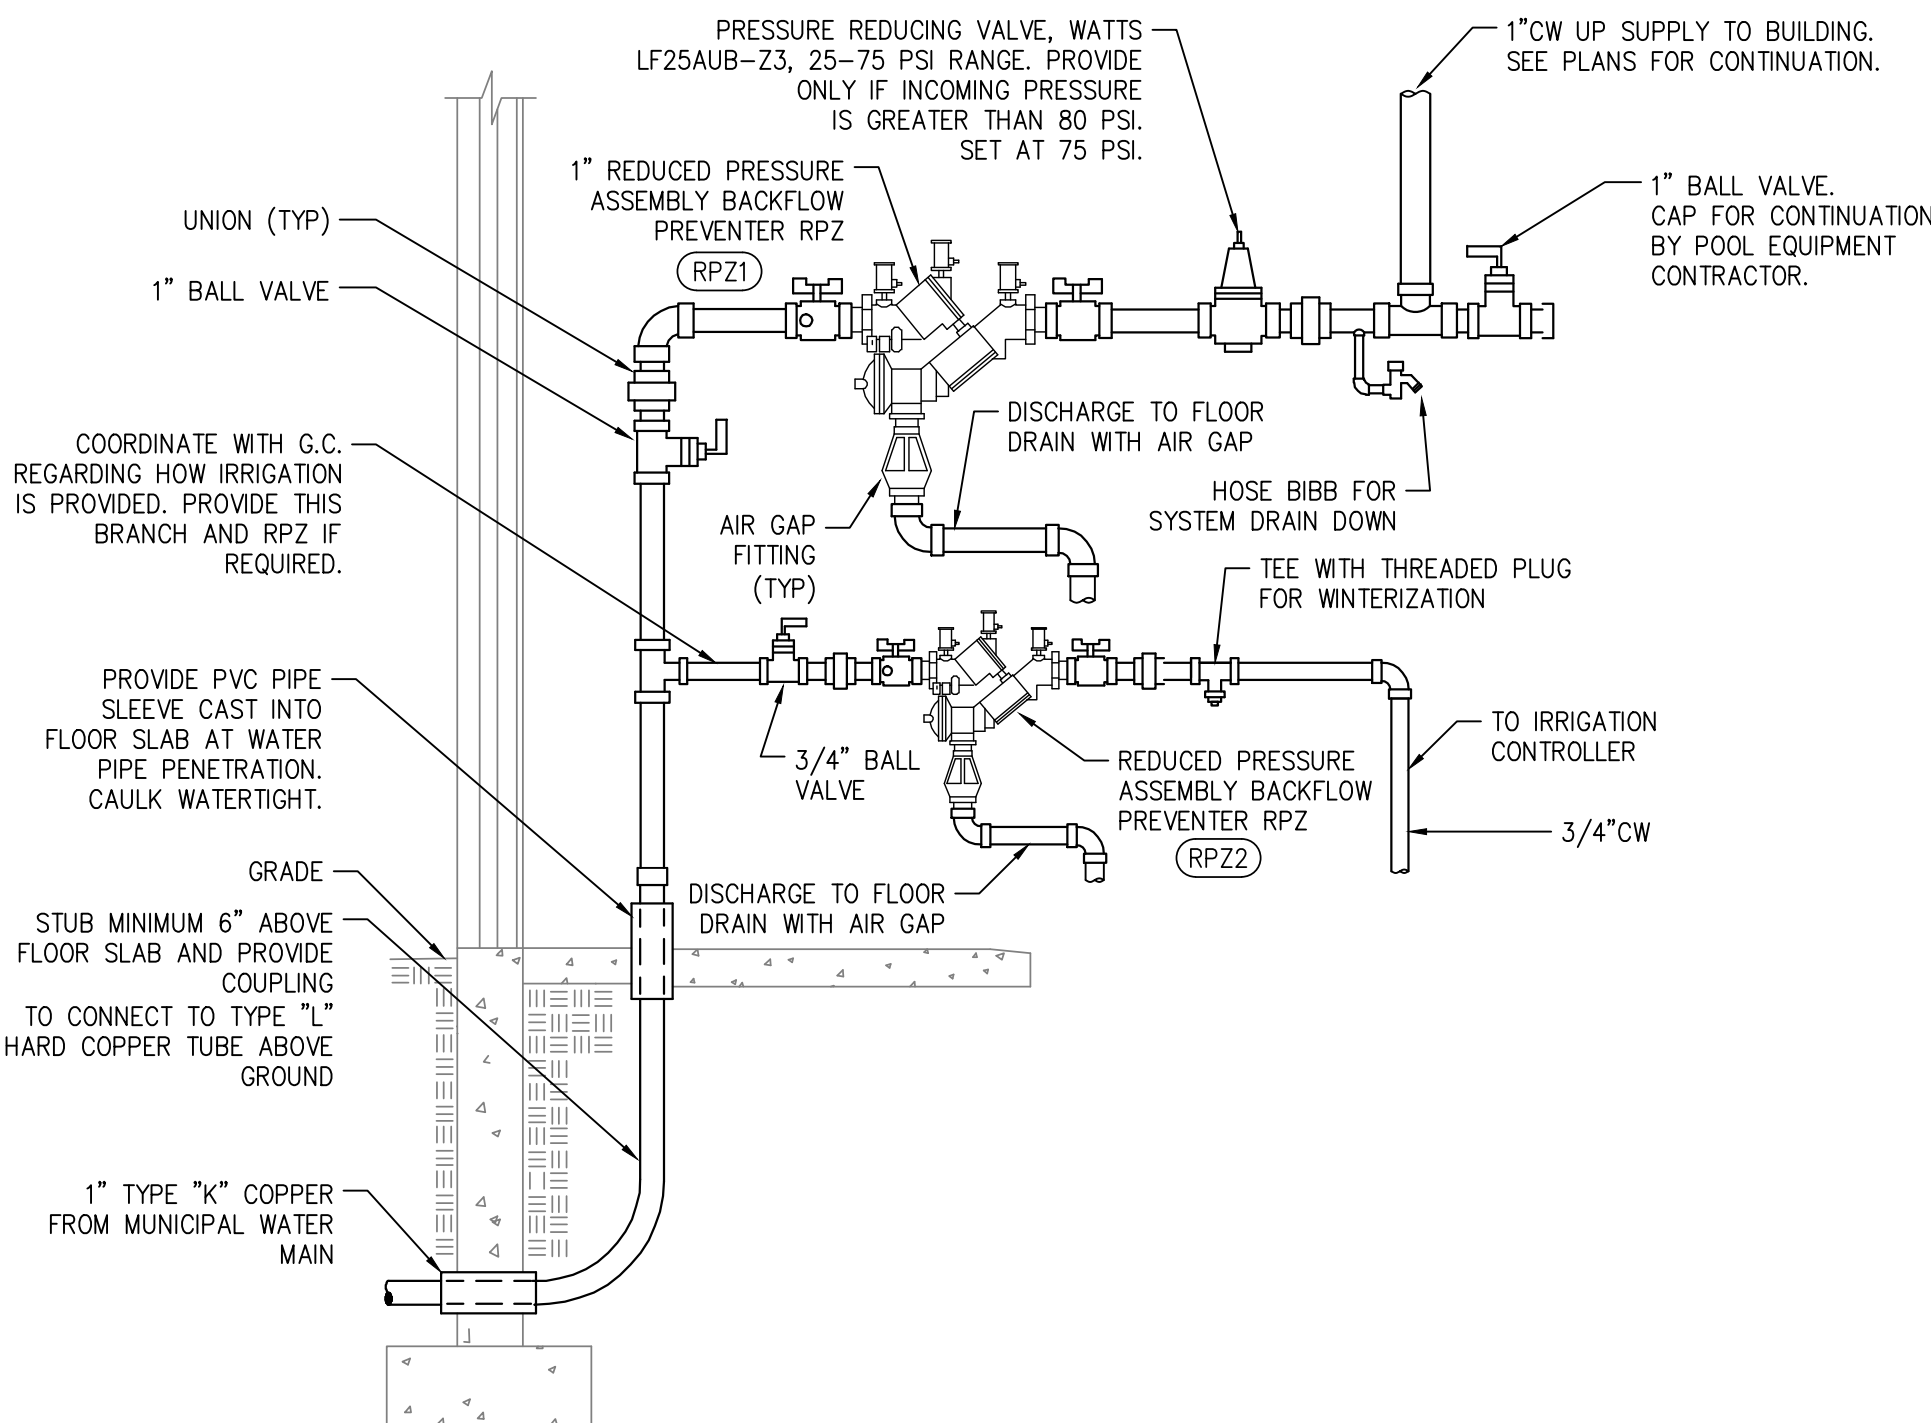 PRESSURE REDUCING VALVE, WATTS
LF25AUB-Z3, 25-75 PSI RANGE. PROVIDE
ONLY IF INCOMING PRESSURE
IS GREATER THAN 80 PSI.
SET AT 75 PSI.
1"CW UP SUPPLY TO BUILDING.
SEE PLANS FOR CONTINUATION.
1" REDUCED PRESSURE
ASSEMBLY BACKFLOW
PREVENTER RPZ
RPZ1
1" BALL VALVE.
CAP FOR CONTINUATION
BY POOL EQUIPMENT
CONTRACTOR.
UNION (TYP)
1" BALL VALVE
COORDINATE WITH G.C.
REGARDING HOW IRRIGATION
IS PROVIDED. PROVIDE THIS
BRANCH AND RPZ IF
REQUIRED.
DISCHARGE TO FLOOR
DRAIN WITH AIR GAP
HOSE BIBB FOR
SYSTEM DRAIN DOWN
AIR GAP
FITTING
(TYP)
TEE WITH THREADED PLUG
FOR WINTERIZATION
PROVIDE PVC PIPE
SLEEVE CAST INTO
FLOOR SLAB AT WATER
PIPE PENETRATION.
CAULK WATERTIGHT.
3/4" BALL
VALVE
REDUCED PRESSURE
ASSEMBLY BACKFLOW
PREVENTER RPZ
RPZ2
TO IRRIGATION
CONTROLLER
3/4"CW
GRADE
DISCHARGE TO FLOOR
DRAIN WITH AIR GAP
STUB MINIMUM 6" ABOVE
FLOOR SLAB AND PROVIDE
COUPLING
TO CONNECT TO TYPE "L"
HARD COPPER TUBE ABOVE
GROUND
1" TYPE "K" COPPER
FROM MUNICIPAL WATER
MAIN